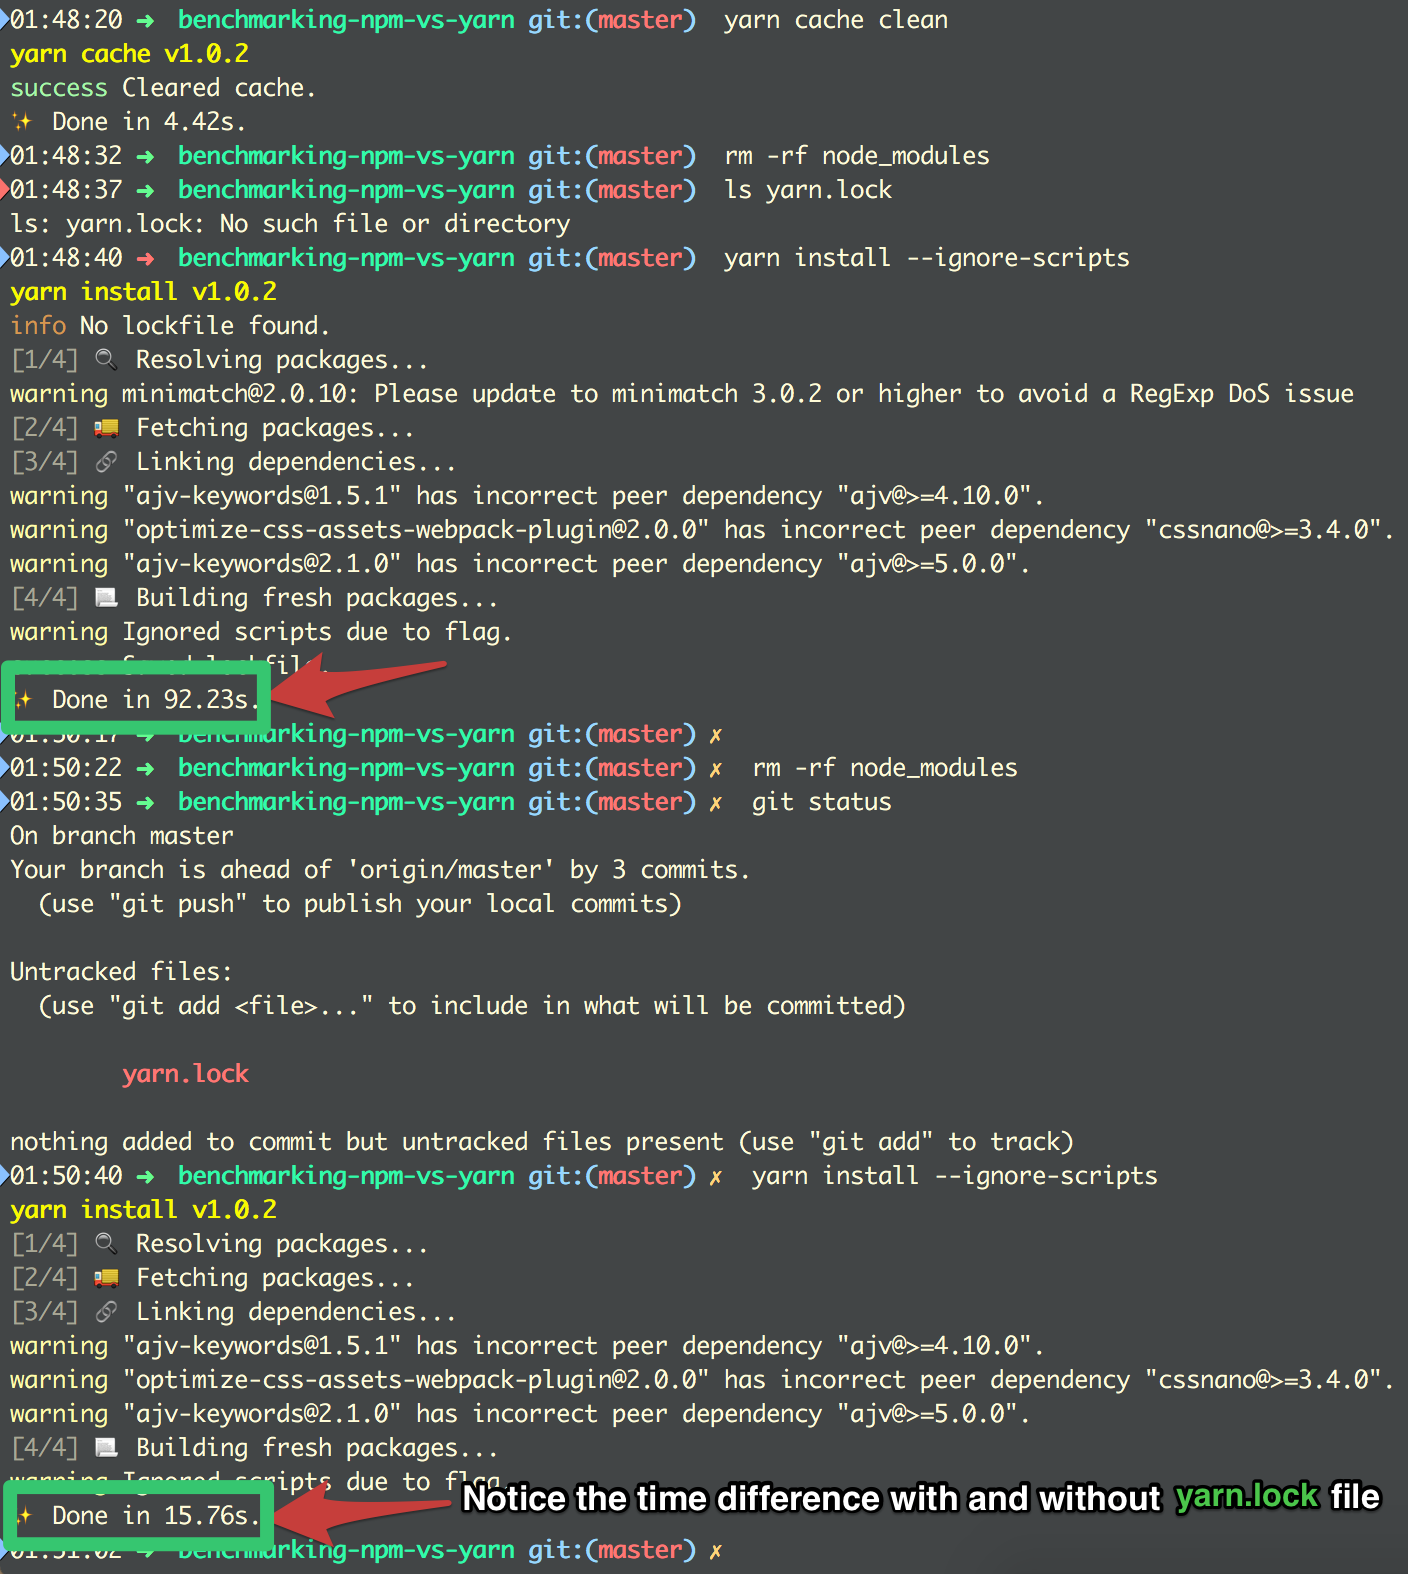 01:48:20 ➜ benchmarking-npm-vs-yarn git:(master) yarn cache clean
yarn cache v1.0.2
success Cleared cache.
✨ Done in 4.42s.
01:48:32 ➜ benchmarking-npm-vs-yarn git:(master) rm -rf node_modules
01:48:37 ➜ benchmarking-npm-vs-yarn git:(master) ls yarn.lock
ls: yarn.lock: No such file or directory
01:48:40 ➜ benchmarking-npm-vs-yarn git:(master) yarn install --ignore-scripts
yarn install v1.0.2
info No lockfile found.
[1/4] 🔍 Resolving packages...
warning minimatch@2.0.10: Please update to minimatch 3.0.2 or higher to avoid a RegExp DoS issue
[2/4] 🚚 Fetching packages...
[3/4] 🔗 Linking dependencies...
warning "ajv-keywords@1.5.1" has incorrect peer dependency "ajv@>=4.10.0".
warning "optimize-css-assets-webpack-plugin@2.0.0" has incorrect peer dependency "cssnano@>=3.4.0".
warning "ajv-keywords@2.1.0" has incorrect peer dependency "ajv@>=5.0.0".
[4/4] 📃 Building fresh packages...
warning Ignored scripts due to flag.
success Saved lockfile.
✨ Done in 92.23s.
01:50:17 ➜ benchmarking-npm-vs-yarn git:(master) ✗
01:50:22 ➜ benchmarking-npm-vs-yarn git:(master) ✗ rm -rf node_modules
01:50:35 ➜ benchmarking-npm-vs-yarn git:(master) ✗ git status
On branch master
Your branch is ahead of 'origin/master' by 3 commits.
(use "git push" to publish your local commits)
Untracked files:
(use "git add <file>..." to include in what will be committed)
yarn.lock
nothing added to commit but untracked files present (use "git add" to track)
01:50:40 ➜ benchmarking-npm-vs-yarn git:(master) ✗ yarn install --ignore-scripts
yarn install v1.0.2
[1/4] 🔍 Resolving packages...
[2/4] 🚚 Fetching packages...
[3/4] 🔗 Linking dependencies...
warning "ajv-keywords@1.5.1" has incorrect peer dependency "ajv@>=4.10.0".
warning "optimize-css-assets-webpack-plugin@2.0.0" has incorrect peer dependency "cssnano@>=3.4.0".
warning "ajv-keywords@2.1.0" has incorrect peer dependency "ajv@>=5.0.0".
[4/4] 📃 Building fresh packages...
warning Ignored scripts due to flag.
Notice the time difference with and without yarn.lock file
✨ Done in 15.76s.
01:51:02 ➜ benchmarking-npm-vs-yarn git:(master) ✗